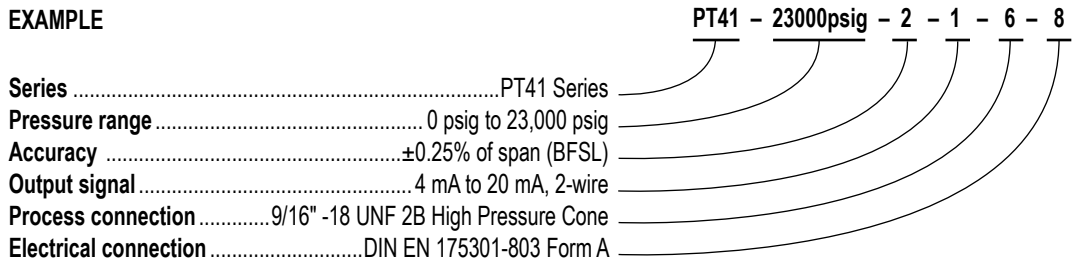 EXAMPLE PT41 – 23000psig – 2 – 1 – 6 – 8
Series ..............................................................................PT41 Series
Pressure range ................................................. 0 psig to 23,000 psig
Accuracy ......................................................±0.25% of span (BFSL)
Output signal .................................................. 4 mA to 20 mA, 2-wire
Process connection .............9/16" -18 UNF 2B High Pressure Cone
Electrical connection ............................DIN EN 175301-803 Form A